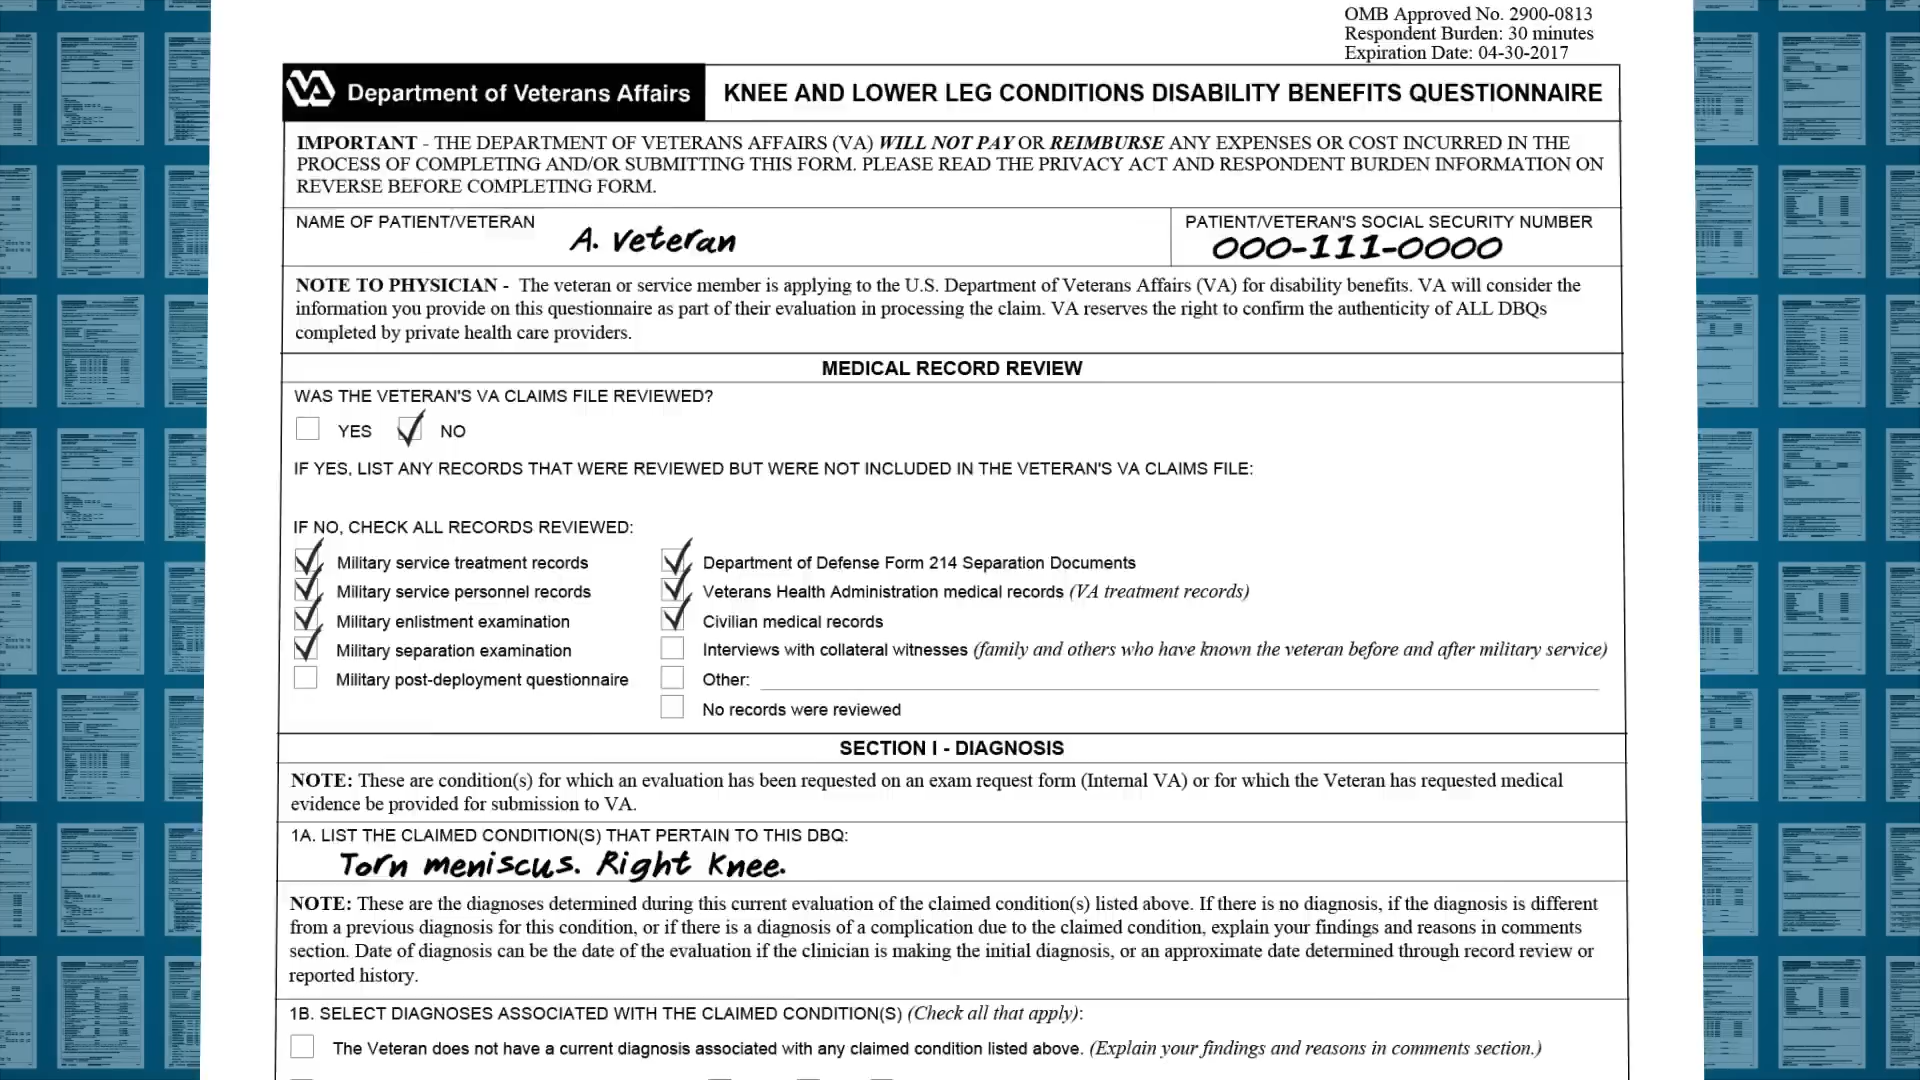 OMB Approved No. 2900-0813
Respondent Burden: 30 minutes
Expiration Date: 04-30-2017
VA Department of Veterans Affairs
KNEE AND LOWER LEG CONDITIONS DISABILITY BENEFITS QUESTIONNAIRE
IMPORTANT - THE DEPARTMENT OF VETERANS AFFAIRS (VA) WILL NOT PAY OR REIMBURSE ANY EXPENSES OR COST INCURRED IN THE
PROCESS OF COMPLETING AND/OR SUBMITTING THIS FORM. PLEASE READ THE PRIVACY ACT AND RESPONDENT BURDEN INFORMATION ON
REVERSE BEFORE COMPLETING FORM.
NAME OF PATIENT/VETERAN
A. Veteran
PATIENT/VETERAN'S SOCIAL SECURITY NUMBER
000-111-0000
NOTE TO PHYSICIAN - The veteran or service member is applying to the U.S. Department of Veterans Affairs (VA) for disability benefits. VA will consider the
information you provide on this questionnaire as part of their evaluation in processing the claim. VA reserves the right to confirm the authenticity of ALL DBQs
completed by private health care providers.
MEDICAL RECORD REVIEW
WAS THE VETERAN'S VA CLAIMS FILE REVIEWED?
YES NO
IF YES, LIST ANY RECORDS THAT WERE REVIEWED BUT WERE NOT INCLUDED IN THE VETERAN'S VA CLAIMS FILE:
IF NO, CHECK ALL RECORDS REVIEWED:
Military service treatment records
Military service personnel records
Military enlistment examination
Military separation examination
Military post-deployment questionnaire
Department of Defense Form 214 Separation Documents
Veterans Health Administration medical records (VA treatment records)
Civilian medical records
Interviews with collateral witnesses (family and others who have known the veteran before and after military service)
Other:
No records were reviewed
SECTION I - DIAGNOSIS
NOTE: These are condition(s) for which an evaluation has been requested on an exam request form (Internal VA) or for which the Veteran has requested medical
evidence be provided for submission to VA.
1A. LIST THE CLAIMED CONDITION(S) THAT PERTAIN TO THIS DBQ:
Torn meniscus. Right Knee.
NOTE: These are the diagnoses determined during this current evaluation of the claimed condition(s) listed above. If there is no diagnosis, if the diagnosis is different
from a previous diagnosis for this condition, or if there is a diagnosis of a complication due to the claimed condition, explain your findings and reasons in comments
section. Date of diagnosis can be the date of the evaluation if the clinician is making the initial diagnosis, or an approximate date determined through record review or
reported history.
1B. SELECT DIAGNOSES ASSOCIATED WITH THE CLAIMED CONDITION(S) (Check all that apply):
The Veteran does not have a current diagnosis associated with any claimed condition listed above. (Explain your findings and reasons in comments section.)